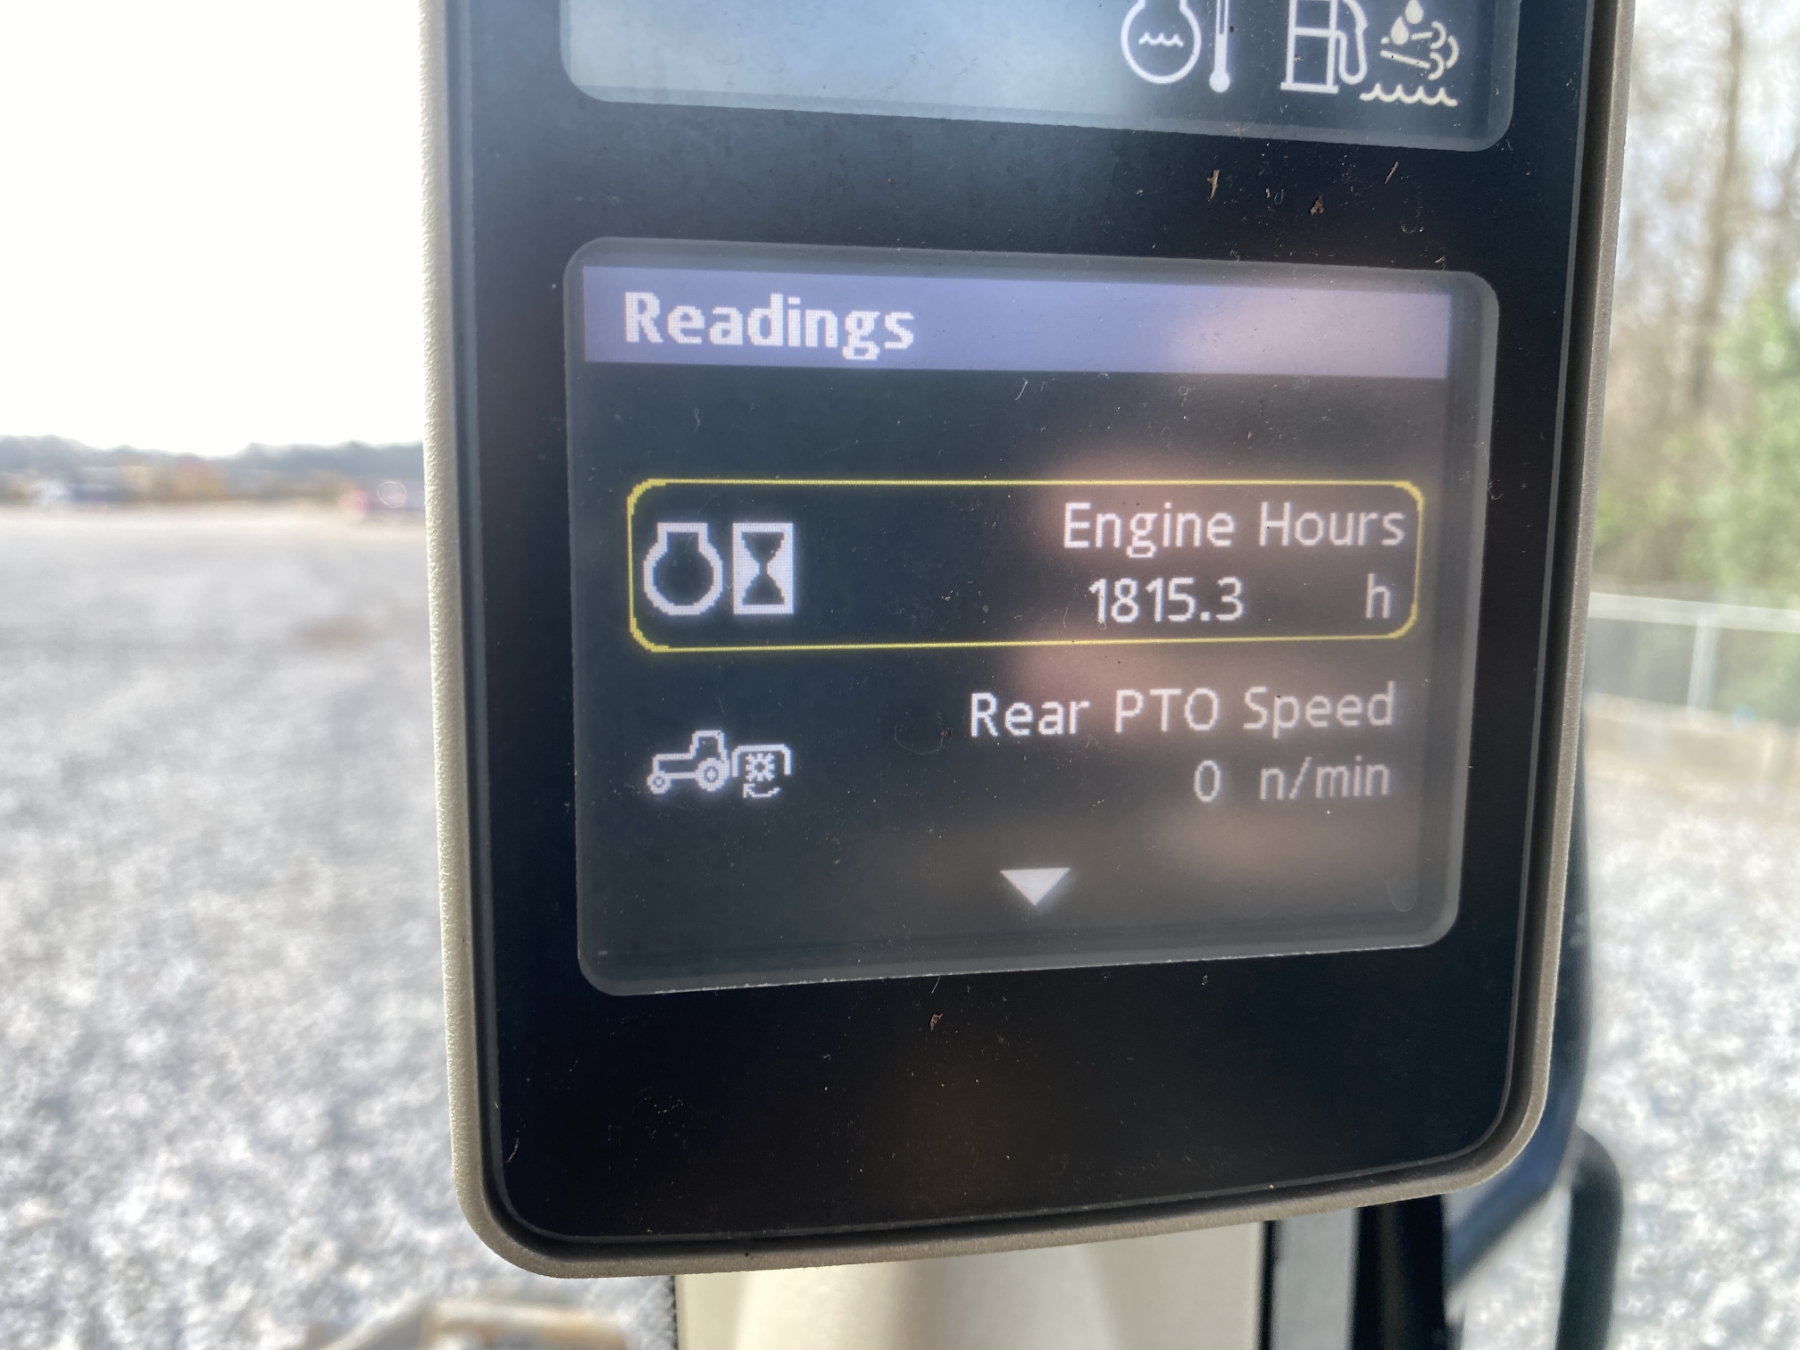 Readings
Engine Hours
1815.3 h
Rear PTO Speed
0 n/min